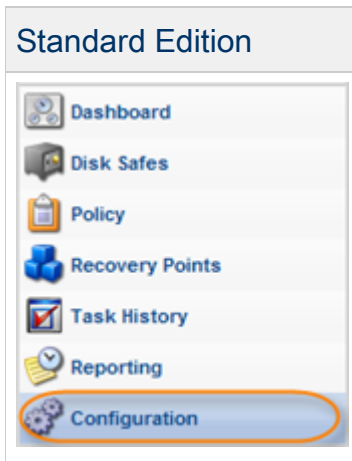 Standard Edition
Dashboard
Disk Safes
Policy
Recovery Points
Task History
Reporting
Configuration